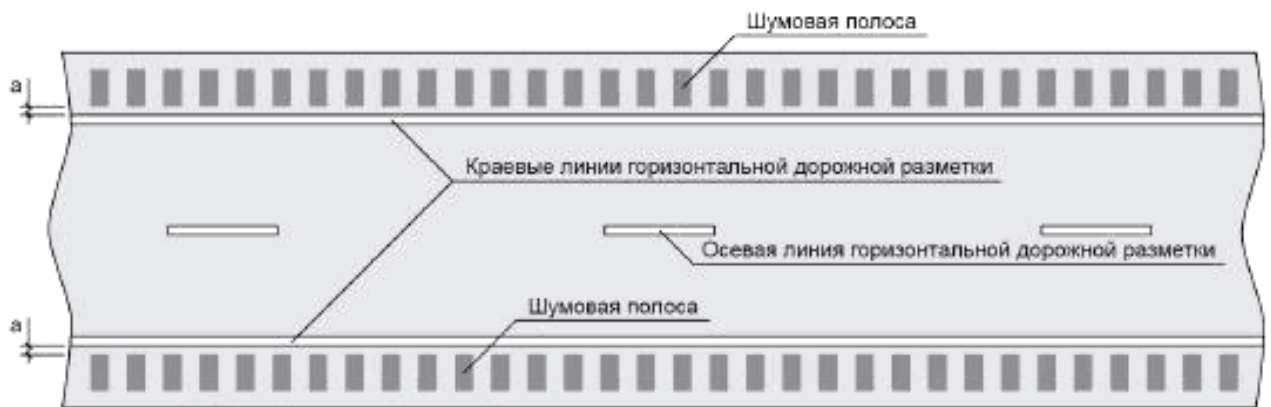 Шумовая полоса
а
Краевые линии горизонтальной дорожной разметки
Осевая линия горизонтальной дорожной разметки
Шумовая полоса
а